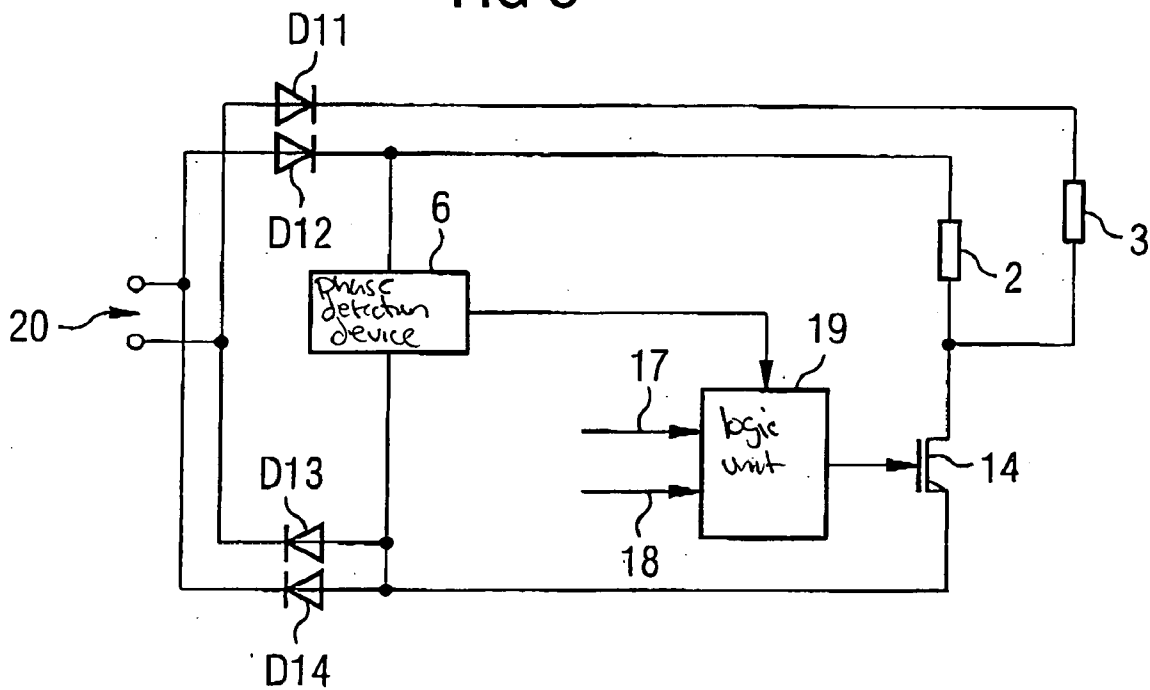 D11
D12
6
phase
detection
device
20
3
2
19
17
logic
unit
14
D13
18
D14